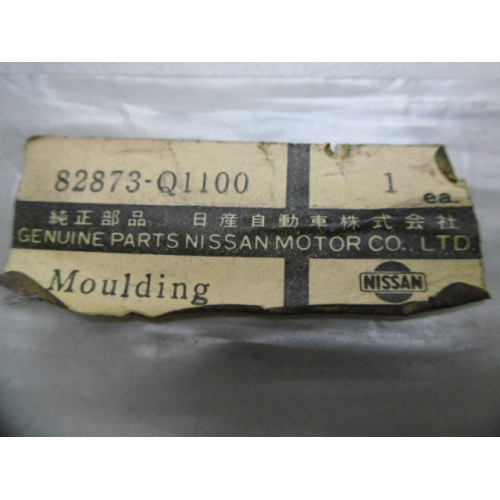 82873-Q1100 1 ea.
純正部品 日産自動車株式会社
GENUINE PARTS NISSAN MOTOR CO., LTD.
Moulding NISSAN